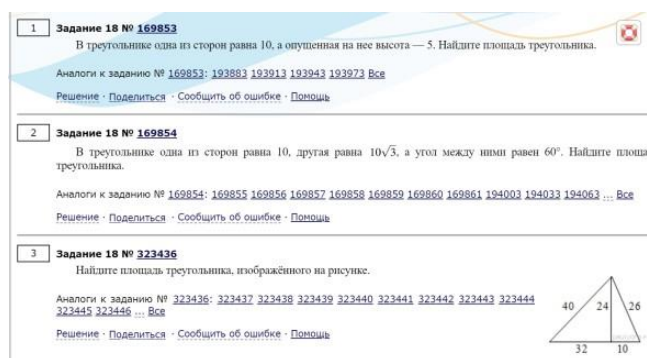 1 Задание 18 № 169853
В треугольнике одна из сторон равна 10, а опущенная на нее высота — 5. Найдите площадь треугольника.
Аналоги к заданию № 169853: 193883 193913 193943 193973 Все
Решение · Поделиться · Сообщить об ошибке · Помощь
2 Задание 18 № 169854
В треугольнике одна из сторон равна 10, другая равна 10√3, а угол между ними равен 60°. Найдите площа
треугольника.
Аналоги к заданию № 169854: 169855 169856 169857 169858 169859 169860 169861 194003 194033 194063 ... Все
Решение · Поделиться · Сообщить об ошибке · Помощь
3 Задание 18 № 323436
Найдите площадь треугольника, изображённого на рисунке.
Аналоги к заданию № 323436: 323437 323438 323439 323440 323441 323442 323443 323444
323445 323446 ... Все
Решение · Поделиться · Сообщить об ошибке · Помощь
40 24 26
32 10